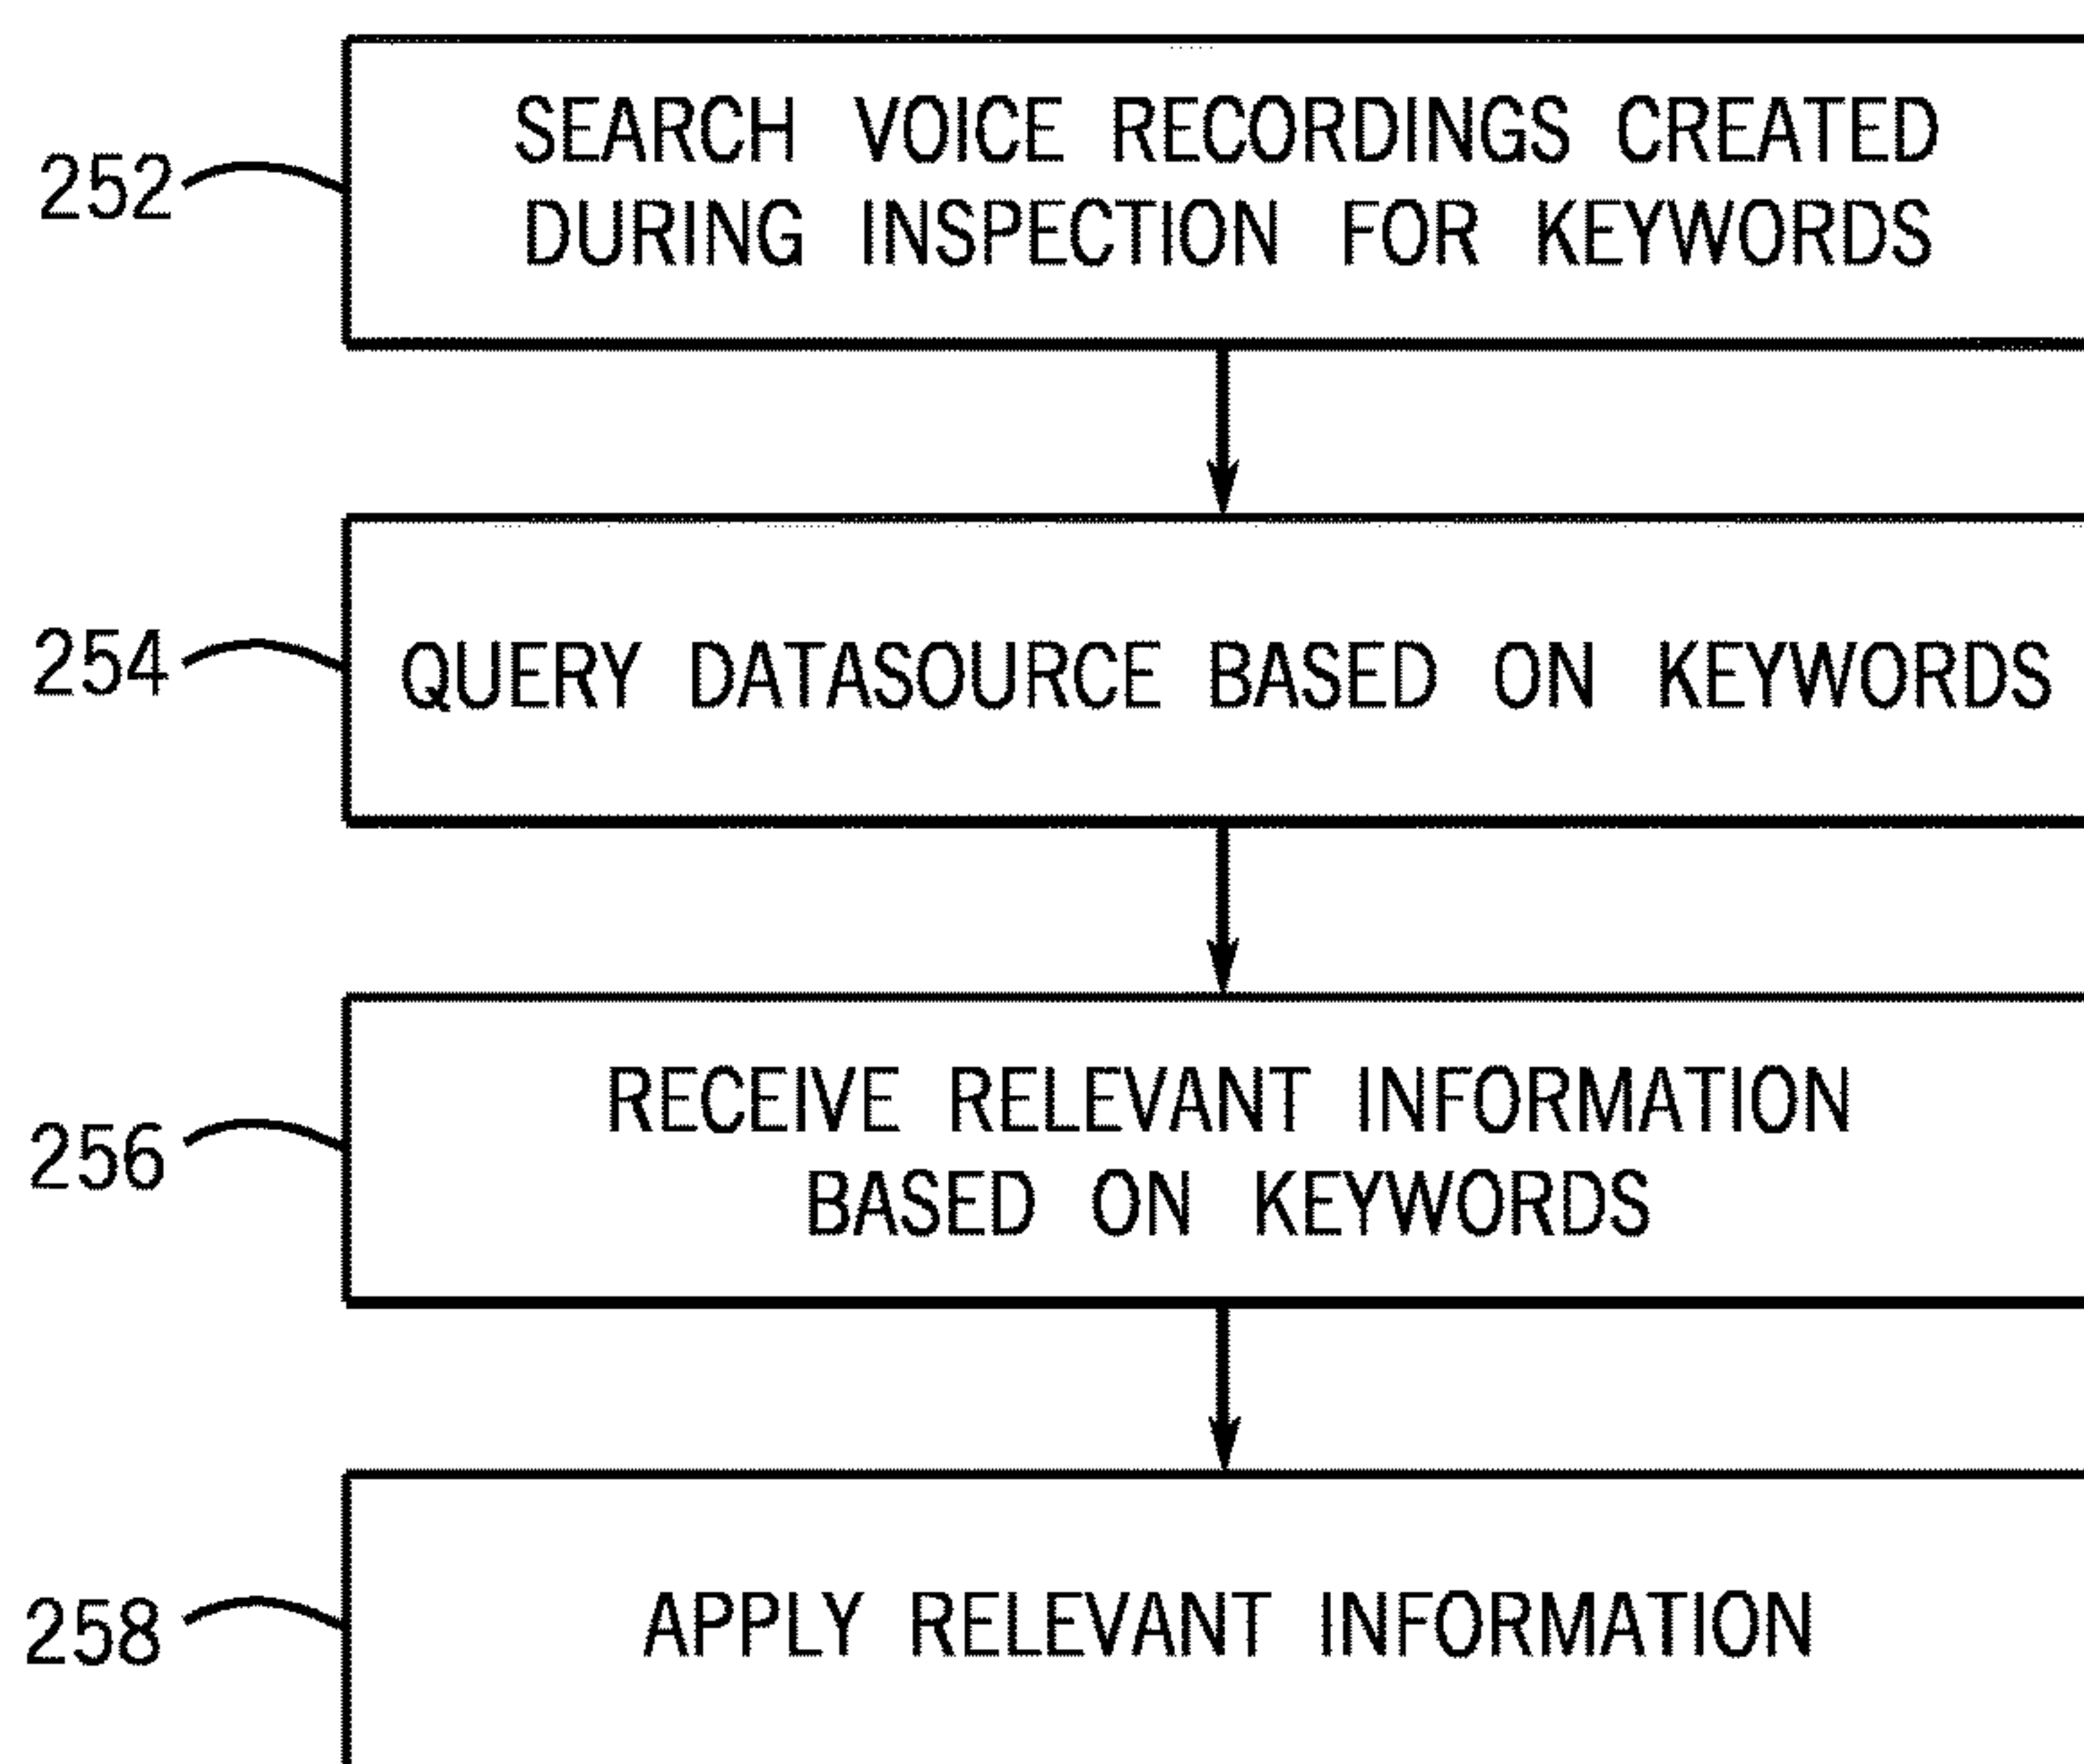 252
SEARCH VOICE RECORDINGS CREATED
DURING INSPECTION FOR KEYWORDS
254
QUERY DATASOURCE BASED ON KEYWORDS
256
RECEIVE RELEVANT INFORMATION
BASED ON KEYWORDS
258
APPLY RELEVANT INFORMATION